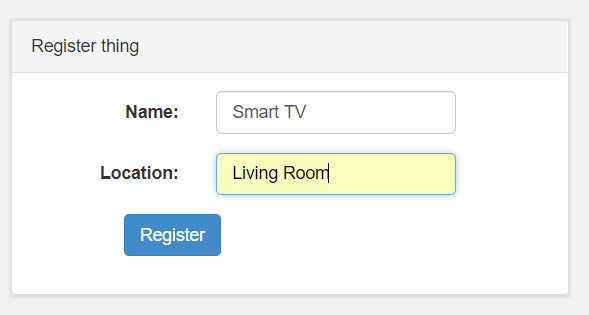 Register thing
Name: Smart TV
Location: Living Room
Register